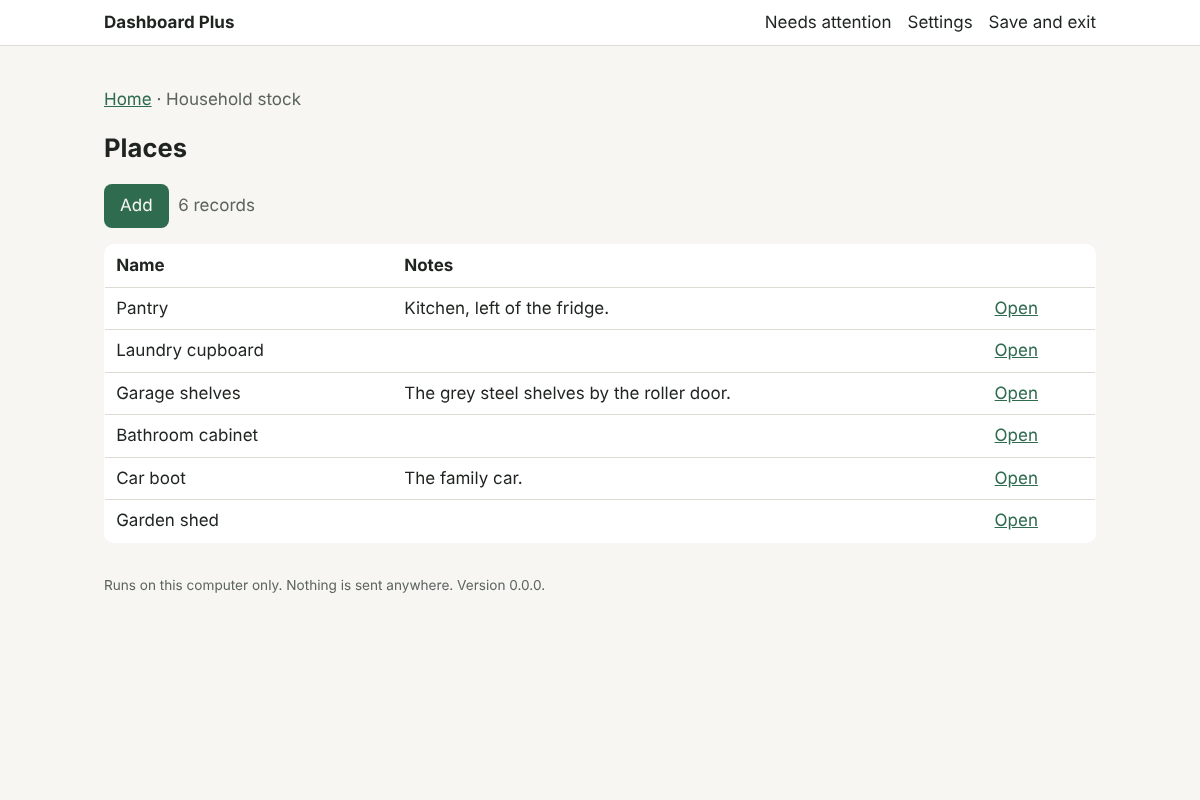 Dashboard Plus Needs attention Settings Save and exit
Home · Household stock
Places
Add 6 records
Name Notes
Pantry Kitchen, left of the fridge. Open
Laundry cupboard Open
Garage shelves The grey steel shelves by the roller door. Open
Bathroom cabinet Open
Car boot The family car. Open
Garden shed Open
Runs on this computer only. Nothing is sent anywhere. Version 0.0.0.